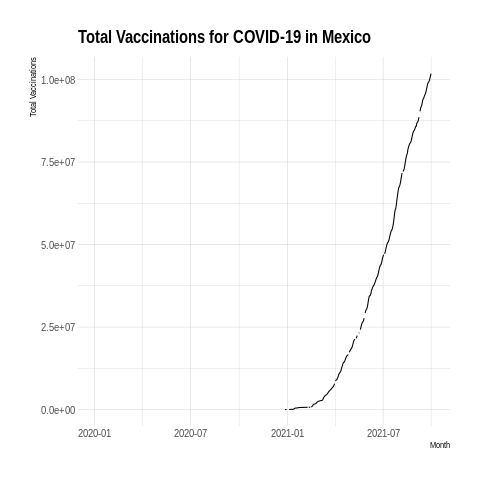 Total Vaccinations for COVID-19 in Mexico
Total Vaccinations
1.0e+08
7.5e+07
5.0e+07
2.5e+07
0.0e+00
2020-01 2020-07 2021-01 2021-07
Month